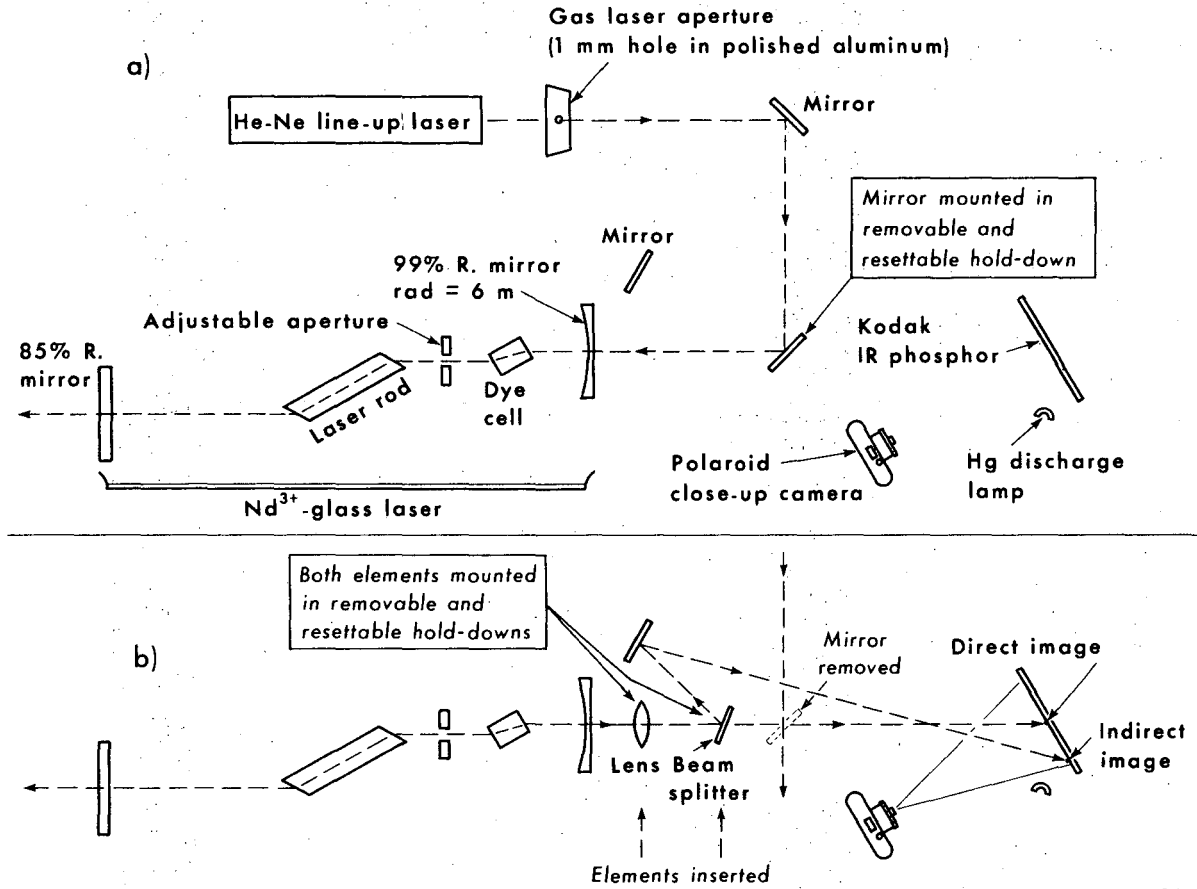 Gas laser aperture
(1 mm hole in polished aluminum)
a)
He-Ne line-up laser
Mirror
Mirror mounted in
removable and
resettable hold-down
Mirror
99% R. mirror
rad = 6 m
Adjustable aperture
Kodak
IR phosphor
85% R.
mirror
Laser rod
Dye
cell
Polaroid
close-up camera
Hg discharge
lamp
Nd3+-glass laser
Both elements mounted
in removable and
resettable hold-downs
b)
Mirror
removed
Direct image
Indirect
image
Lens Beam
splitter
Elements inserted